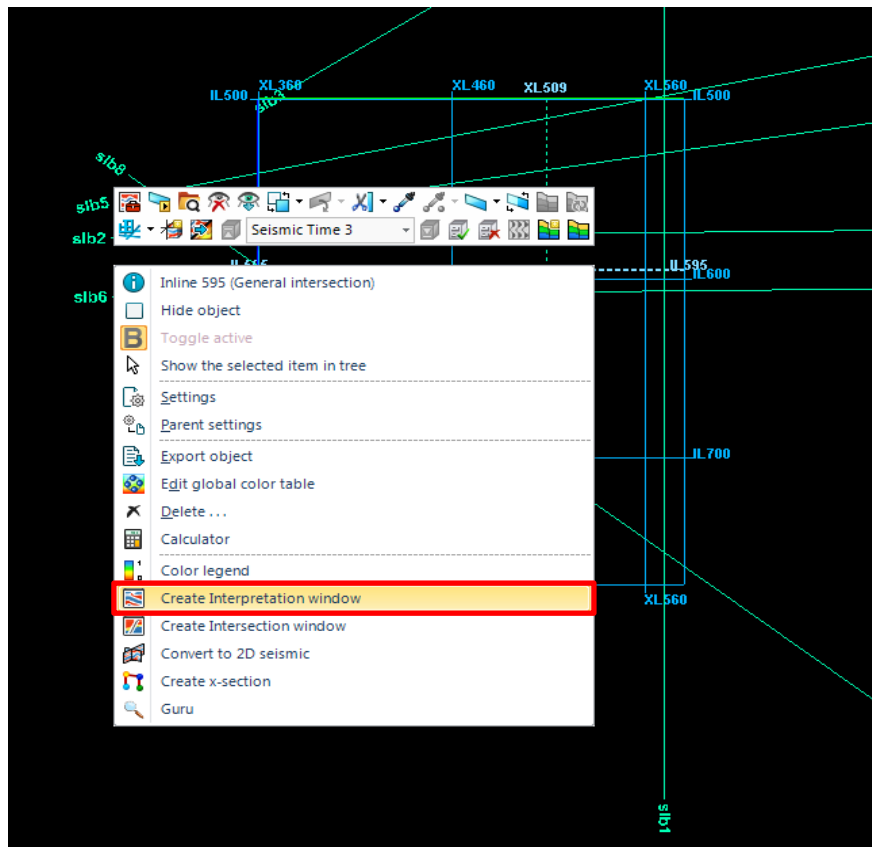 XL360
XL460
XL509
XL560
IL500
IL500
slb3
slb8
slb5
Seismic Time 3
slb2
IL595
IL595
IL600
slb6
Inline 595 (General intersection)
Hide object
B Toggle active
Show the selected item in tree
Settings
Parent settings
IL700
Export object
Edit global color table
Delete ...
Calculator
Color legend
Create Interpretation window
XL560
Create Intersection window
Convert to 2D seismic
Create x-section
Guru
slb1